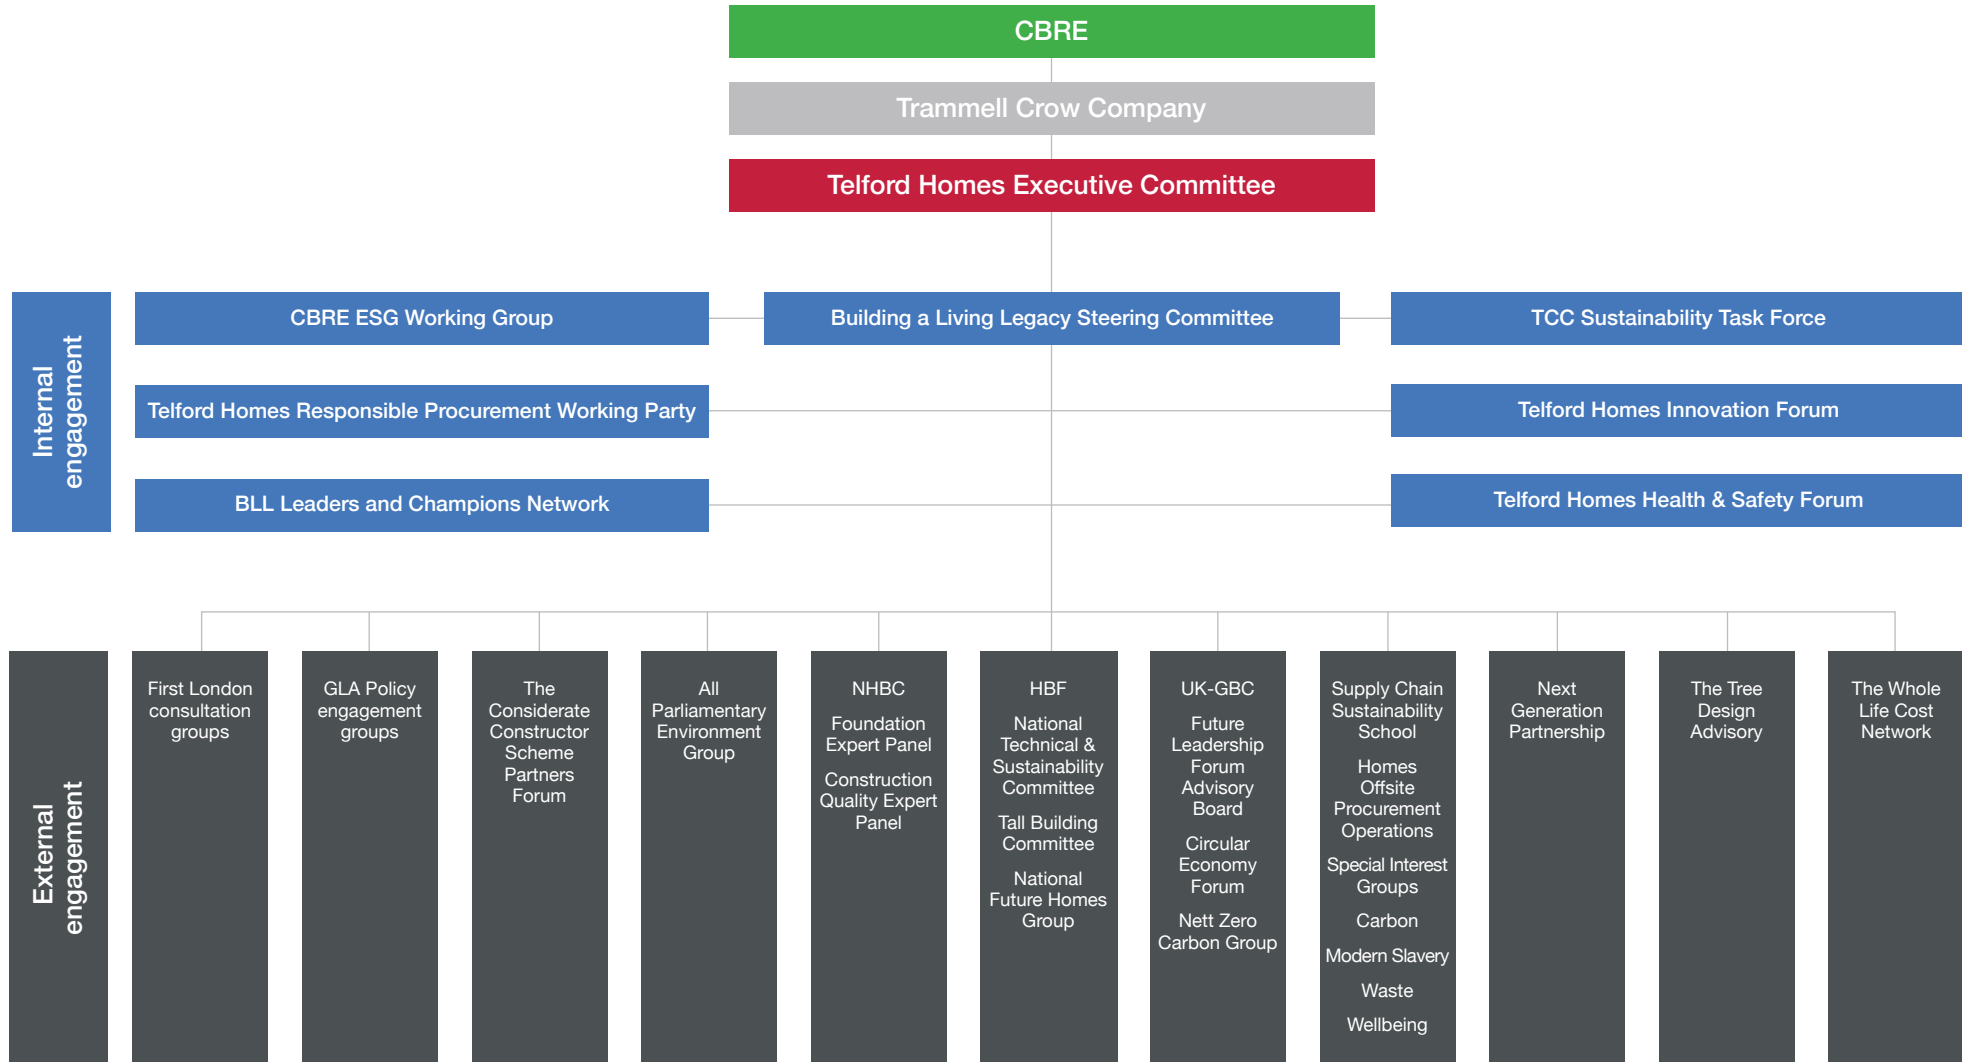 CBRE
Trammell Crow Company
Telford Homes Executive Committee
Internal
engagement
CBRE ESG Working Group
Building a Living Legacy Steering Committee
TCC Sustainability Task Force
Telford Homes Responsible Procurement Working Party
Telford Homes Innovation Forum
BLL Leaders and Champions Network
Telford Homes Health & Safety Forum
External
engagement
First London
consultation
groups
GLA Policy
engagement
groups
The
Considerate
Constructor
Scheme
Partners
Forum
All
Parliamentary
Environment
Group
NHBC
Foundation
Expert Panel
Construction
Quality Expert
Panel
HBF
National
Technical &
Sustainability
Committee
Tall Building
Committee
National
Future Homes
Group
UK-GBC
Future
Leadership
Forum
Advisory
Board
Circular
Economy
Forum
Nett Zero
Carbon Group
Supply Chain
Sustainability
School
Homes
Offsite
Procurement
Operations
Special Interest
Groups
Carbon
Modern Slavery
Waste
Wellbeing
Next
Generation
Partnership
The Tree
Design
Advisory
The Whole
Life Cost
Network